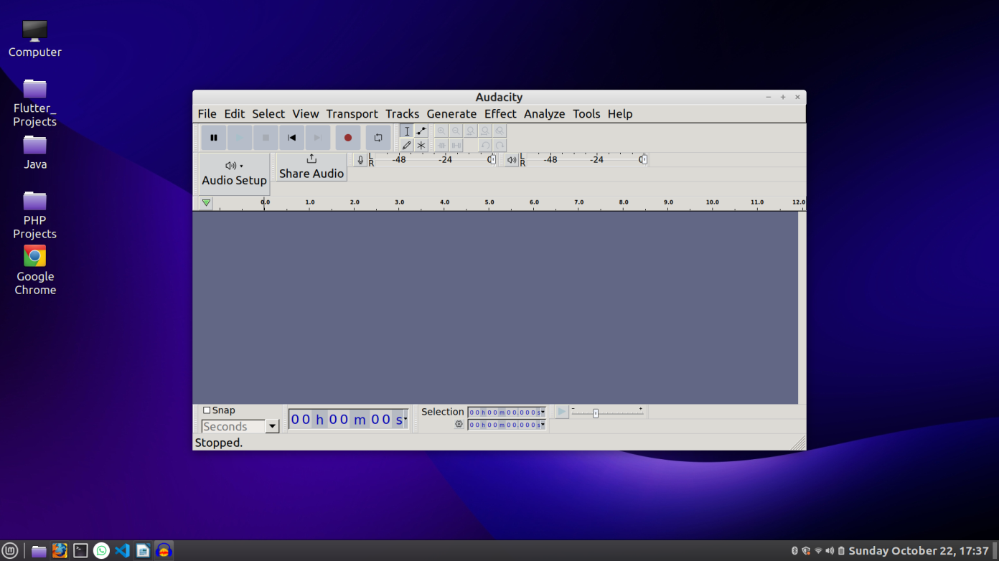 Computer
Flutter_
Projects
Java
PHP
Projects
Google
Chrome
Audacity
File Edit Select View Transport Tracks Generate Effect Analyze Tools Help
L
R
-48 -24 0
L
R
-48 -24 0
Audio Setup
Share Audio
0.0 1.0 2.0 3.0 4.0 5.0 6.0 7.0 8.0 9.0 10.0 11.0 12.0
Snap
Seconds
00 h 00 m 00 s
Selection
00 h 00 m 00.000 s
00 h 00 m 00.000 s
- +
Stopped.
Sunday October 22, 17:37